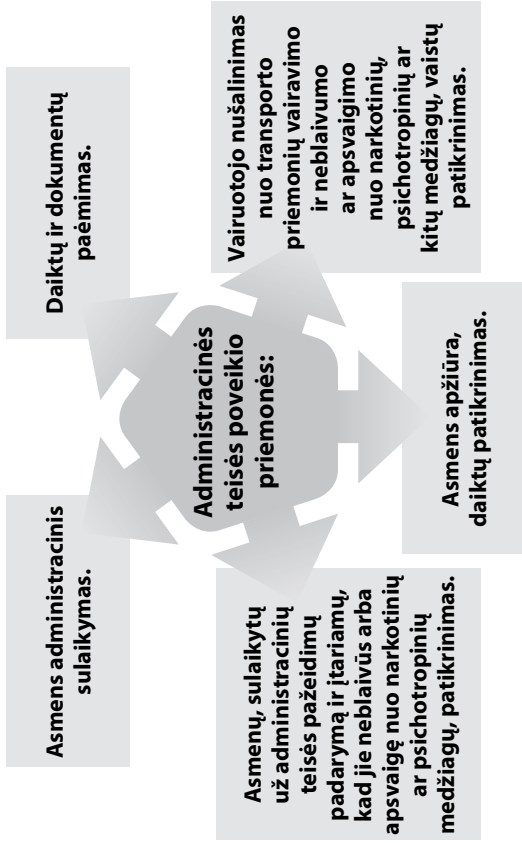 Administracinės
teisės poveikio
priemonės:
Asmens administracinis
sulaikymas.
Daiktų ir dokumentų
paėmimas.
Asmenų, sulaikytų
už administracinių
teisės pažeidimų
padarymą ir įtariamų,
kad jie neblaivūs arba
apsvaigę nuo narkotinių
ar psichotropinių
medžiagų, patikrinimas.
Vairuotojo nušalinimas
nuo transporto
priemonių vairavimo
ir neblaivumo
ar apsvaigimo
nuo narkotinių,
psichotropinių ar
kitų medžiagų, vaistų
patikrinimas.
Asmens apžiūra,
daiktų patikrinimas.